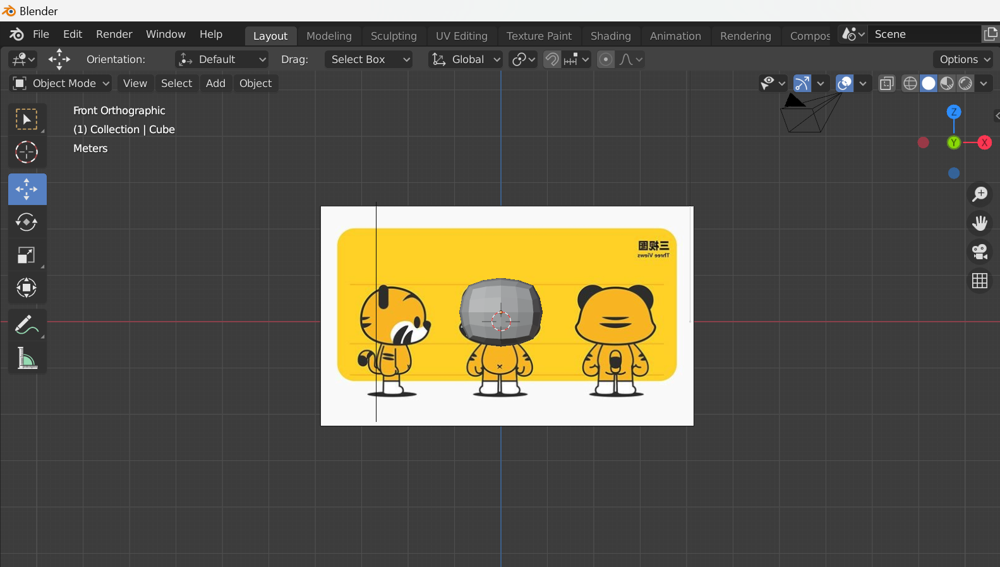 Blender
File Edit Render Window Help Layout Modeling Sculpting UV Editing Texture Paint Shading Animation Rendering Compos Scene
Orientation: Default Drag: Select Box Global Options
Object Mode View Select Add Object
Front Orthographic
(1) Collection | Cube
Meters
Z
Y X
三视图
Three Views